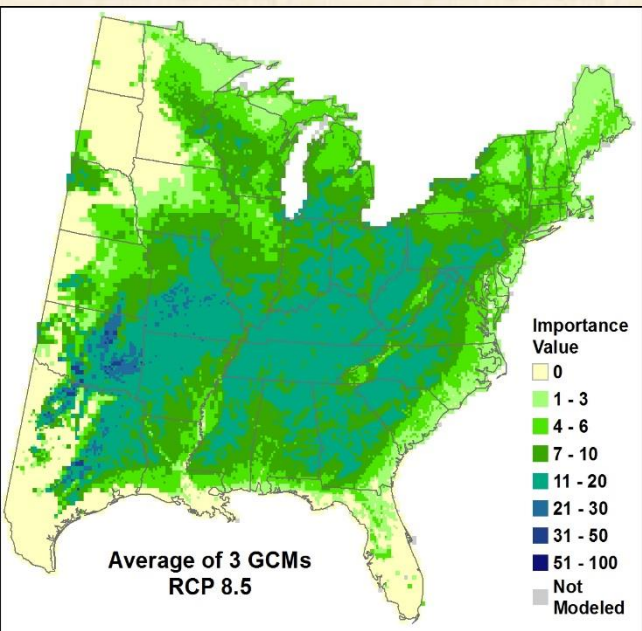 Importance
Value
0
1 - 3
4 - 6
7 - 10
11 - 20
21 - 30
31 - 50
51 - 100
Not
Modeled
Average of 3 GCMs
RCP 8.5